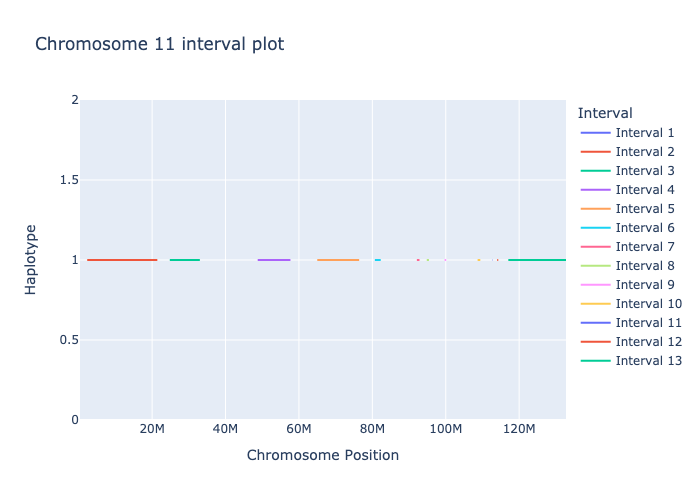 Chromosome 11 interval plot
Haplotype
2
1.5
1
0.5
0
20M
40M
60M
80M
100M
120M
Chromosome Position
Interval
Interval 1
Interval 2
Interval 3
Interval 4
Interval 5
Interval 6
Interval 7
Interval 8
Interval 9
Interval 10
Interval 11
Interval 12
Interval 13